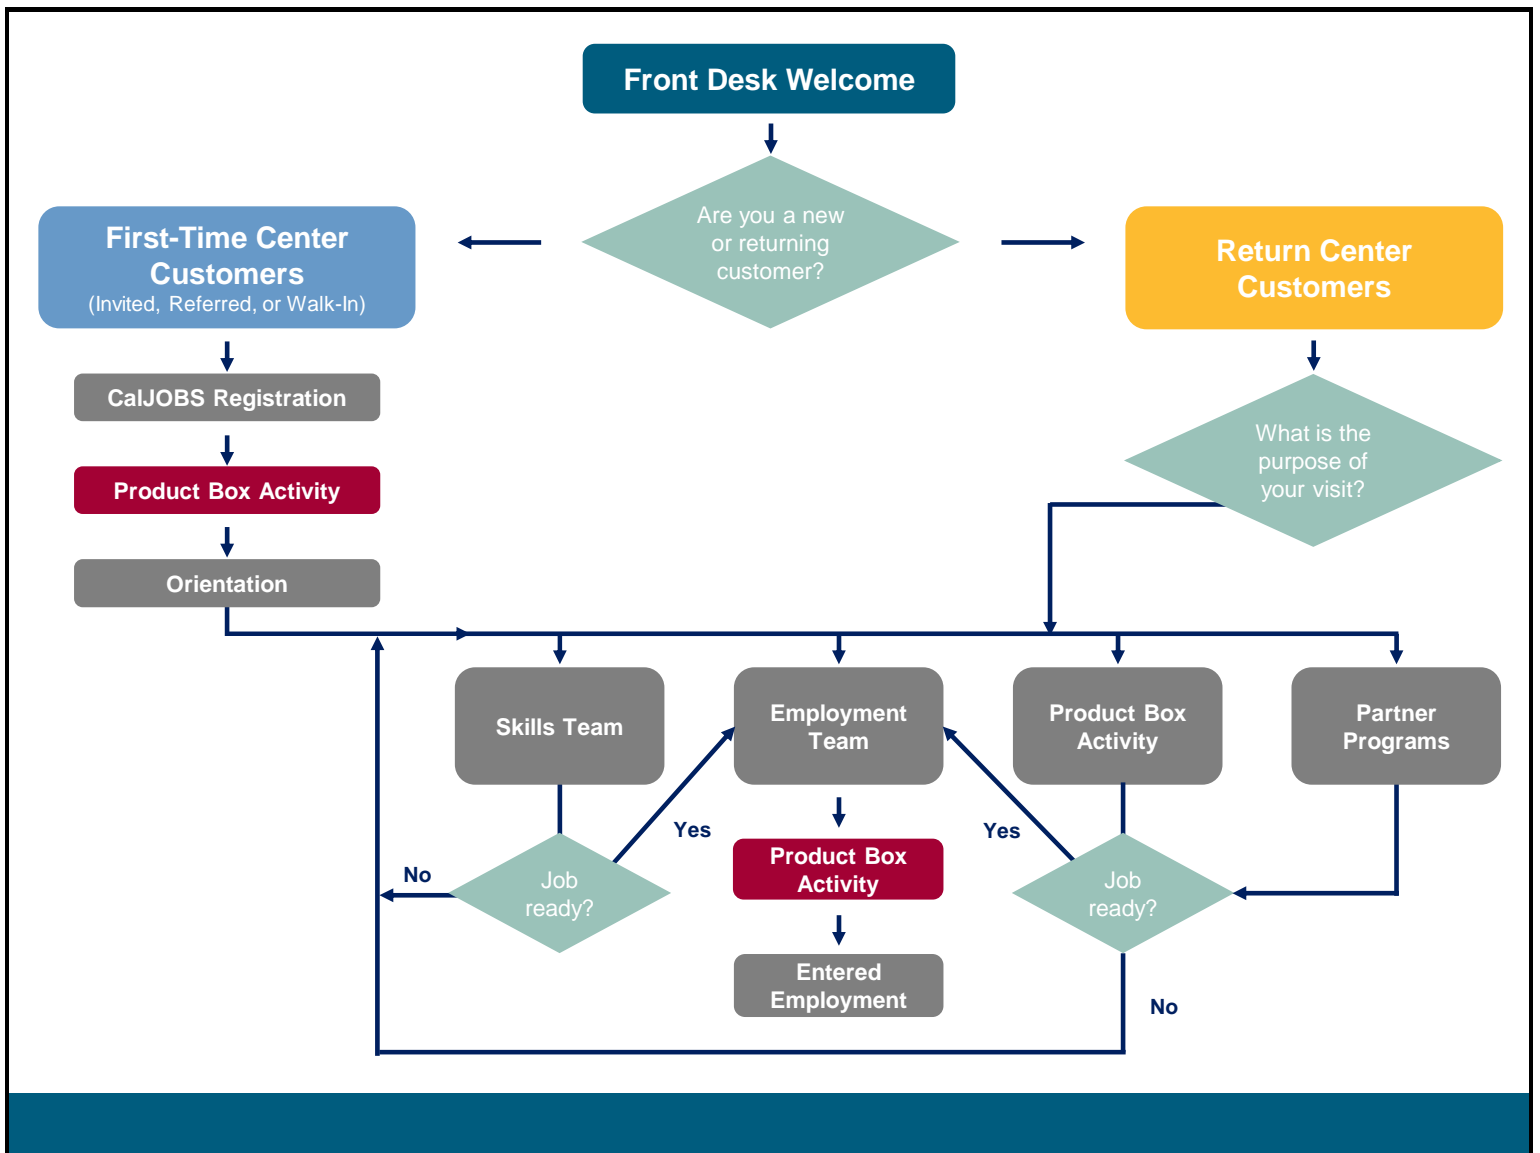 Front Desk Welcome
Are you a new
or returning
customer?
First-Time Center
Customers
(Invited, Referred, or Walk-In)
Return Center
Customers
CalJOBS Registration
Product Box Activity
Orientation
What is the
purpose of
your visit?
Skills Team
Employment
Team
Product Box
Activity
Partner
Programs
No
Job
ready?
Yes
Product Box
Activity
Entered
Employment
Yes
Job
ready?
No